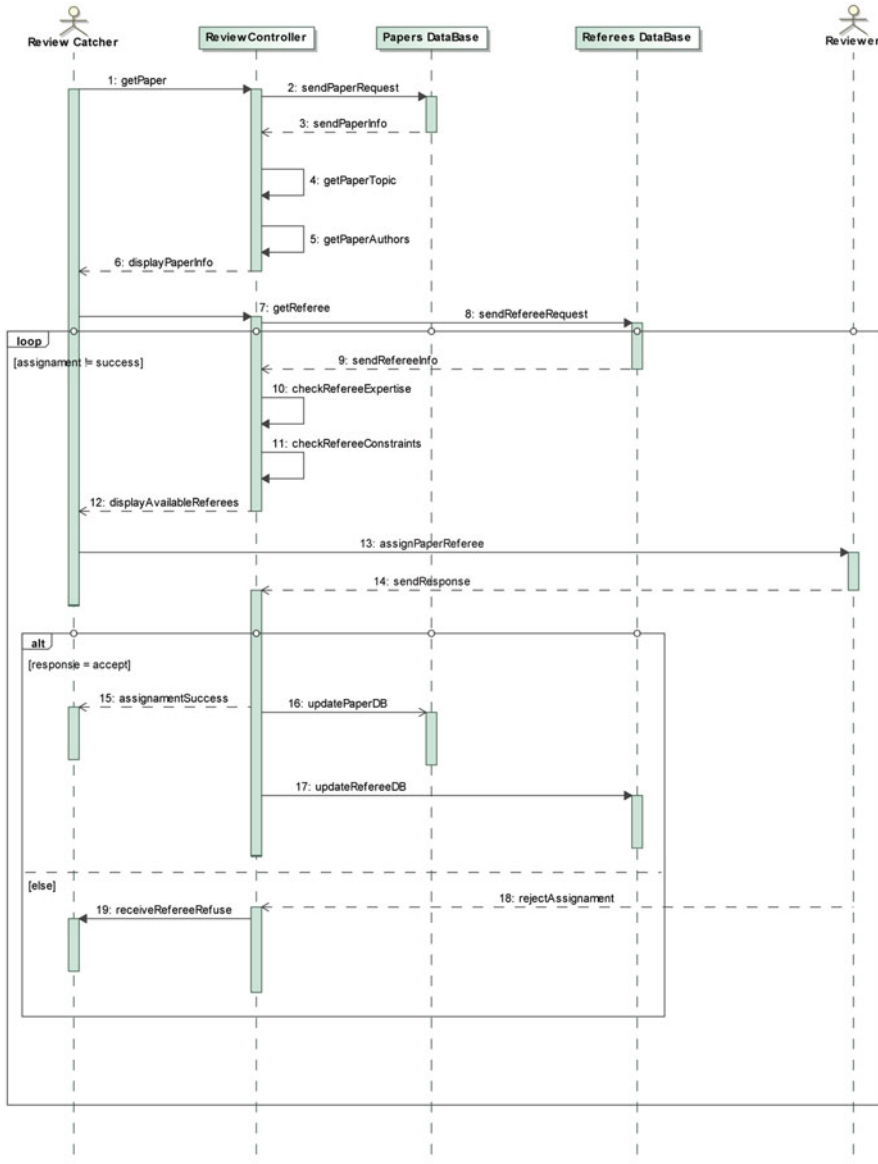 Review Catcher
ReviewController
Papers DataBase
Referees DataBase
Reviewer
1: getPaper
2: sendPaperRequest
3: sendPaperInfo
4: getPaperTopic
5: getPaperAuthors
6: displayPaperInfo
7: getReferee
8: sendRefereeRequest
loop
[assignament != success]
9: sendRefereeInfo
10: checkRefereeExpertise
11: checkRefereeConstraints
12: displayAvailableReferees
13: assignPaperReferee
14: sendResponse
alt
[response = accept]
15: assignamentSuccess
16: updatePaperDB
17: updateRefereeDB
[else]
18: rejectAssignament
19: receiveRefereeRefuse